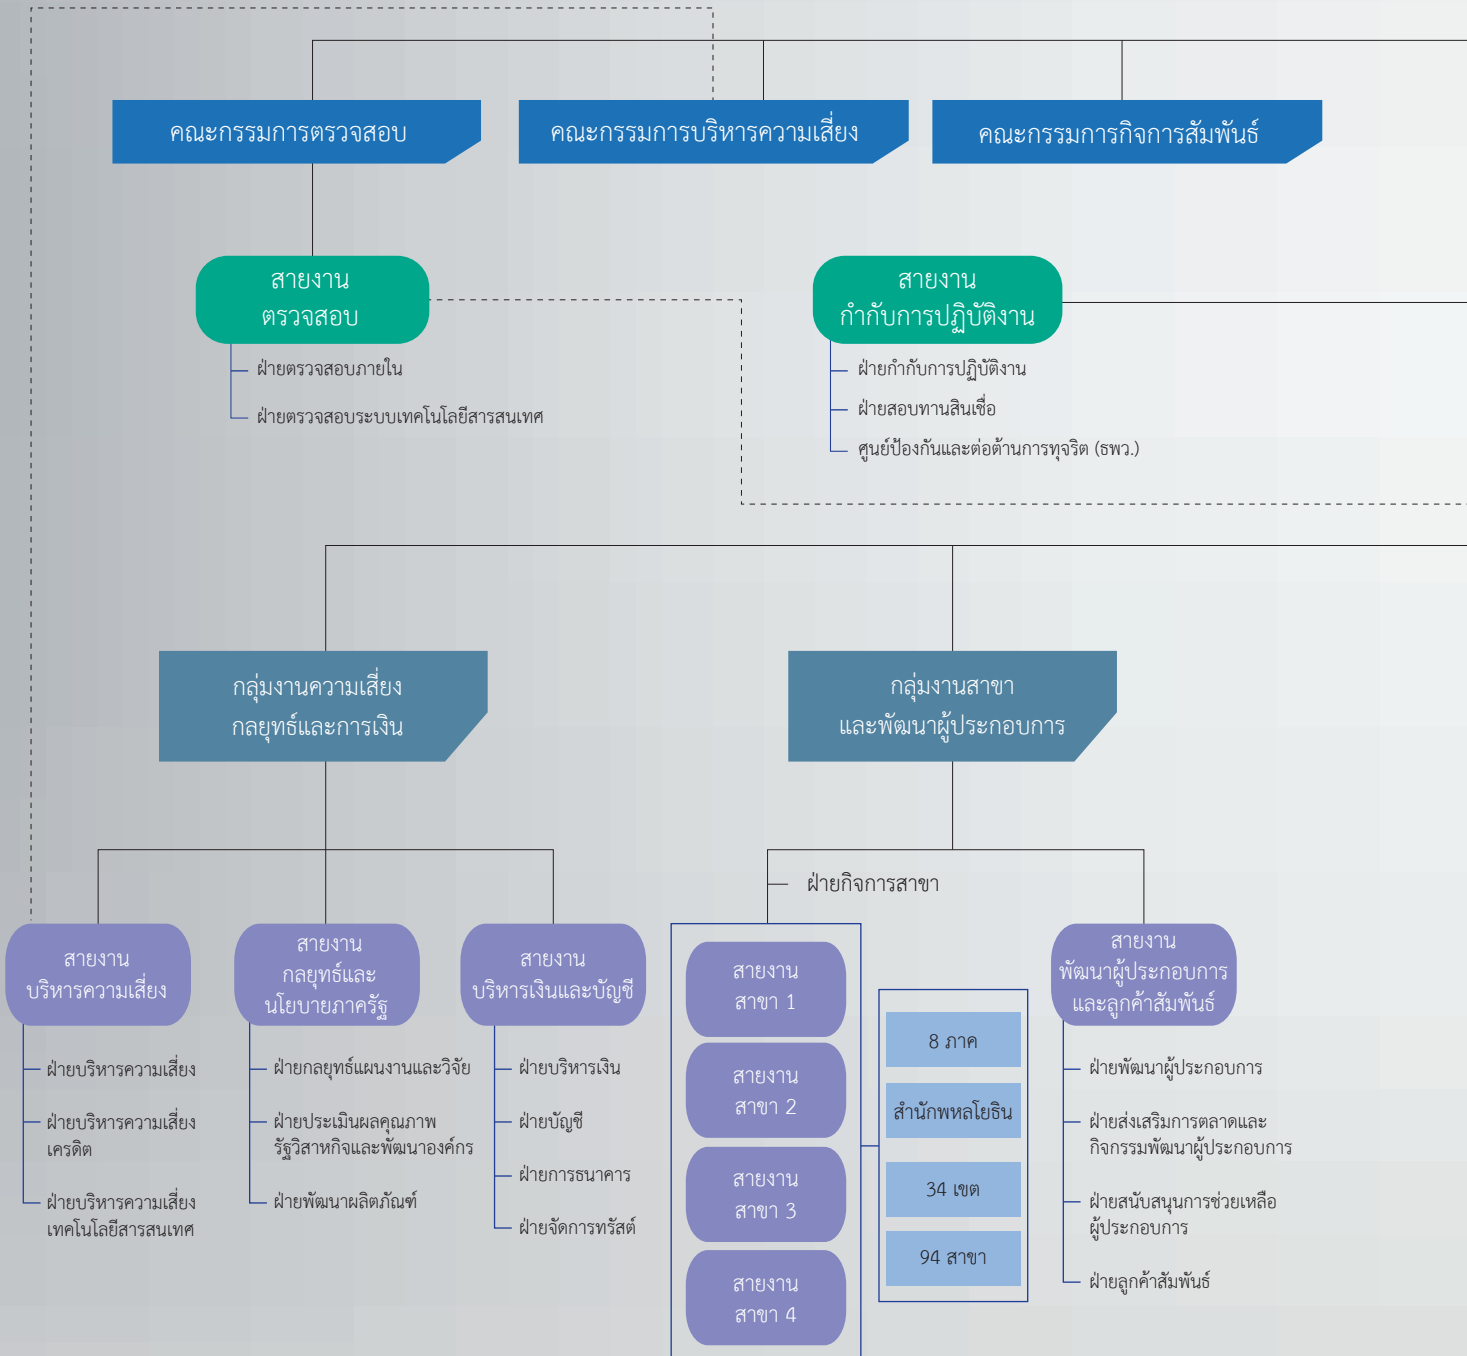 คณะกรรมการตรวจสอบ
คณะกรรมการบริหารความเสี่ยง
คณะกรรมการกิจการสัมพันธ์
สายงาน
ตรวจสอบ
ฝ่ายตรวจสอบภายใน
ฝ่ายตรวจสอบระบบเทคโนโลยีสารสนเทศ
สายงาน
กำกับการปฏิบัติงาน
ฝ่ายกำกับการปฏิบัติงาน
ฝ่ายสอบทานสินเชื่อ
ศูนย์ป้องกันและต่อต้านการทุจริต (ธพว.)
กลุ่มงานความเสี่ยง
กลยุทธ์และการเงิน
กลุ่มงานสาขา
และพัฒนาผู้ประกอบการ
สายงาน
บริหารความเสี่ยง
ฝ่ายบริหารความเสี่ยง
ฝ่ายบริหารความเสี่ยง
เครดิต
ฝ่ายบริหารความเสี่ยง
เทคโนโลยีสารสนเทศ
สายงาน
กลยุทธ์และ
นโยบายภาครัฐ
ฝ่ายกลยุทธ์แผนงานและวิจัย
ฝ่ายประเมินผลคุณภาพ
รัฐวิสาหกิจและพัฒนาองค์กร
ฝ่ายพัฒนาผลิตภัณฑ์
สายงาน
บริหารเงินและบัญชี
ฝ่ายบริหารเงิน
ฝ่ายบัญชี
ฝ่ายการธนาคาร
ฝ่ายจัดการทรัสต์
ฝ่ายกิจการสาขา
สายงาน
สาขา 1
สายงาน
สาขา 2
สายงาน
สาขา 3
สายงาน
สาขา 4
8 ภาค
สำนักพหลโยธิน
34 เขต
94 สาขา
สายงาน
พัฒนาผู้ประกอบการ
และลูกค้าสัมพันธ์
ฝ่ายพัฒนาผู้ประกอบการ
ฝ่ายส่งเสริมการตลาดและ
กิจกรรมพัฒนาผู้ประกอบการ
ฝ่ายสนับสนุนการช่วยเหลือ
ผู้ประกอบการ
ฝ่ายลูกค้าสัมพันธ์